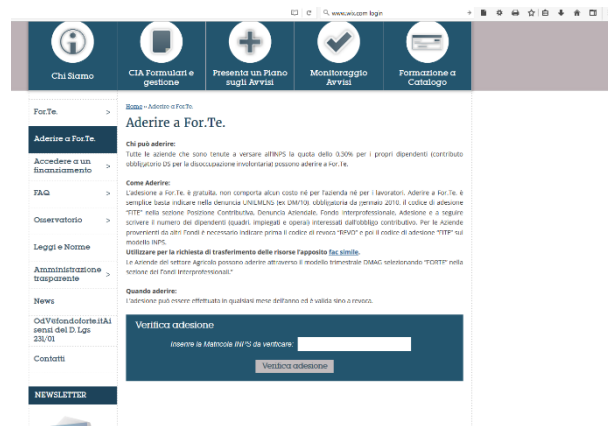 www.wix.com login
Chi Siamo
CIA Formulari e
gestione
Presenta un Piano
sugli Avvisi
Monitoraggio
Avvisi
Formazione a
Catalogo
For.Te. >
Aderire a For.Te.
Accedere a un
finanziamento >
FAQ >
Osservatorio >
Leggi e Norme
Amministrazione
trasparente >
News
OdV@fondoforte.itAi
sensi del D. Lgs
231/01
Contatti
NEWSLETTER
Home » Aderire a For.Te.
Aderire a For.Te.
Chi può aderire:
Tutte le aziende che sono tenute a versare all'INPS la quota dello 0,30% per i propri dipendenti (contributo
obbligatorio DS per la disoccupazione involontaria) possono aderire a For.Te.
Come Aderire:
L'adesione a For.Te. è gratuita, non comporta alcun costo né per l'azienda né per i lavoratori. Aderire a For.Te. è
semplice basta indicare nella denuncia UNIEMENS (ex DM/10), obbligatoria da gennaio 2010, il codice di adesione
"FITE" nella sezione Posizione Contributiva, Denuncia Aziendale, Fondo Interprofessionale, Adesione e a seguire
scrivere il numero dei dipendenti (quadri, impiegati e operai) interessati dall'obbligo contributivo. Per le Aziende
provenienti da altri Fondi è necessario indicare prima il codice di revoca "REVO" e poi il codice di adesione "FITE" sul
modello INPS.
Utilizzare per la richiesta di trasferimento delle risorse l'apposito fac simile.
Le Aziende del settore Agricolo possono aderire attraverso il modello trimestrale DMAG selezionando "FORTE" nella
sezione dei Fondi Interprofessionali."
Quando aderire:
L'adesione può essere effettuata in qualsiasi mese dell'anno ed è valida sino a revoca.
Verifica adesione
Inserire la Matricola INPS da verificare:
Verifica adesione